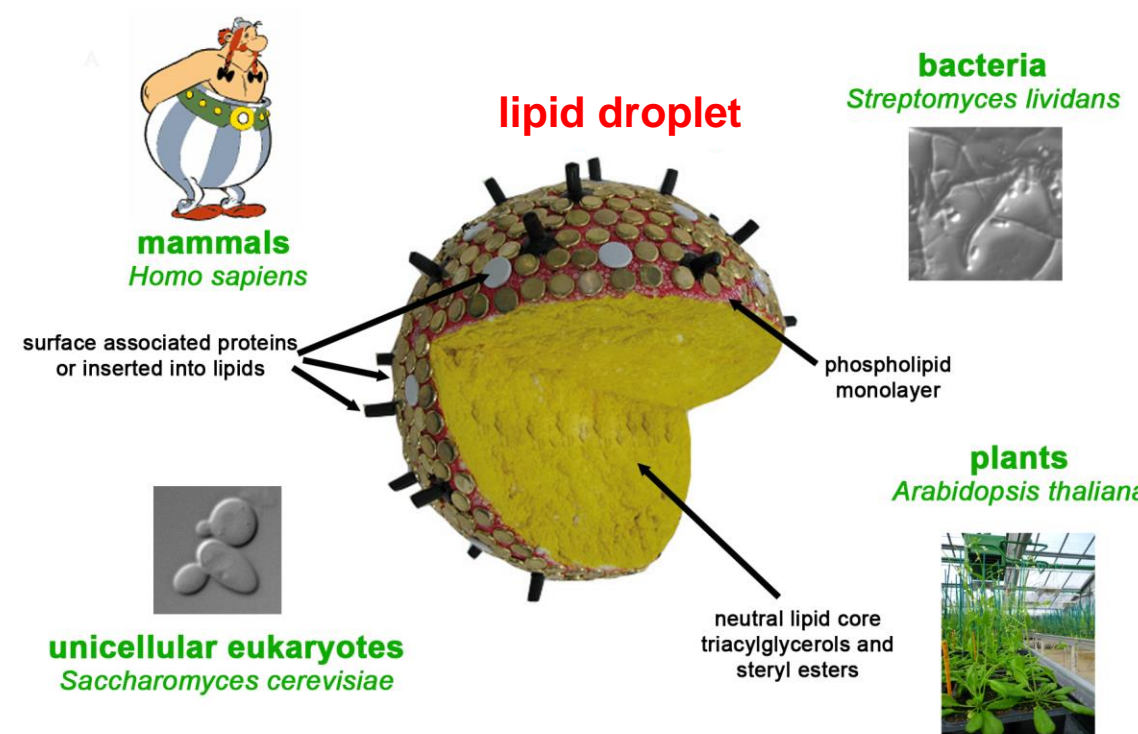 A
lipid droplet
bacteria
Streptomyces lividans
mammals
Homo sapiens
surface associated proteins
or inserted into lipids
phospholipid
monolayer
plants
Arabidopsis thaliana
unicellular eukaryotes
Saccharomyces cerevisiae
neutral lipid core
triacylglycerols and
steryl esters